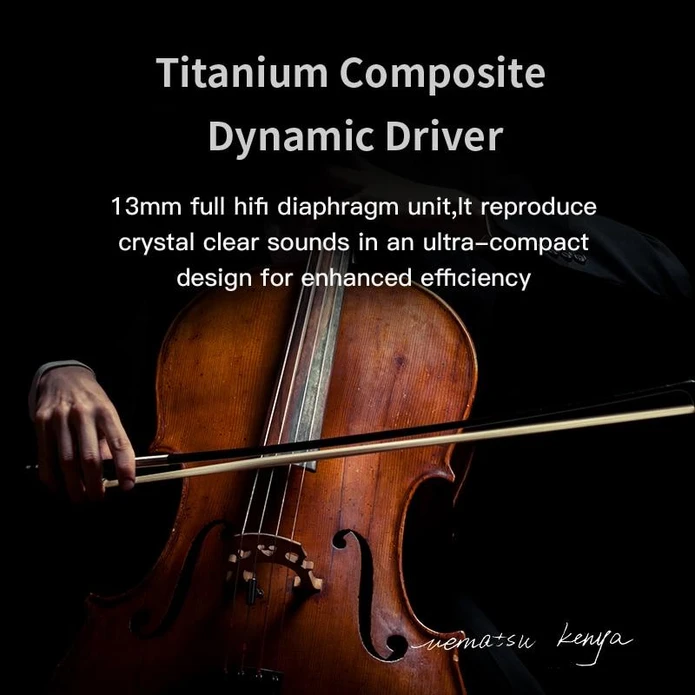 Titanium Composite
Dynamic Driver
13mm full hifi diaphragm unit,It reproduce
crystal clear sounds in an ultra-compact
design for enhanced efficiency
uematsu kenya